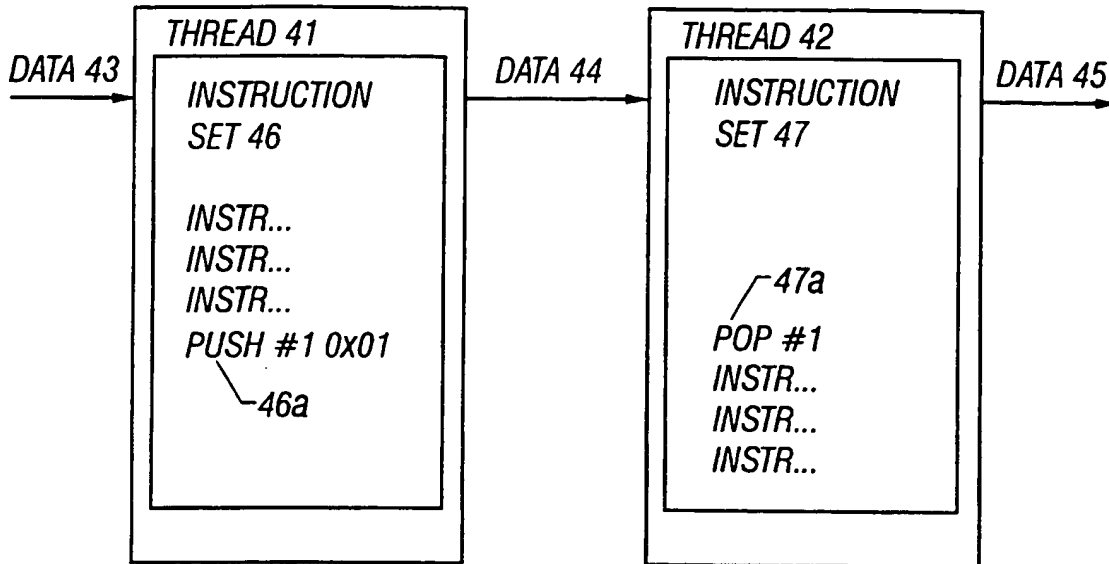 DATA 43
THREAD 41
INSTRUCTION
SET 46
INSTR...
INSTR...
INSTR...
PUSH #1 0x01
46a
DATA 44
THREAD 42
INSTRUCTION
SET 47
47a
POP #1
INSTR...
INSTR...
INSTR...
DATA 45